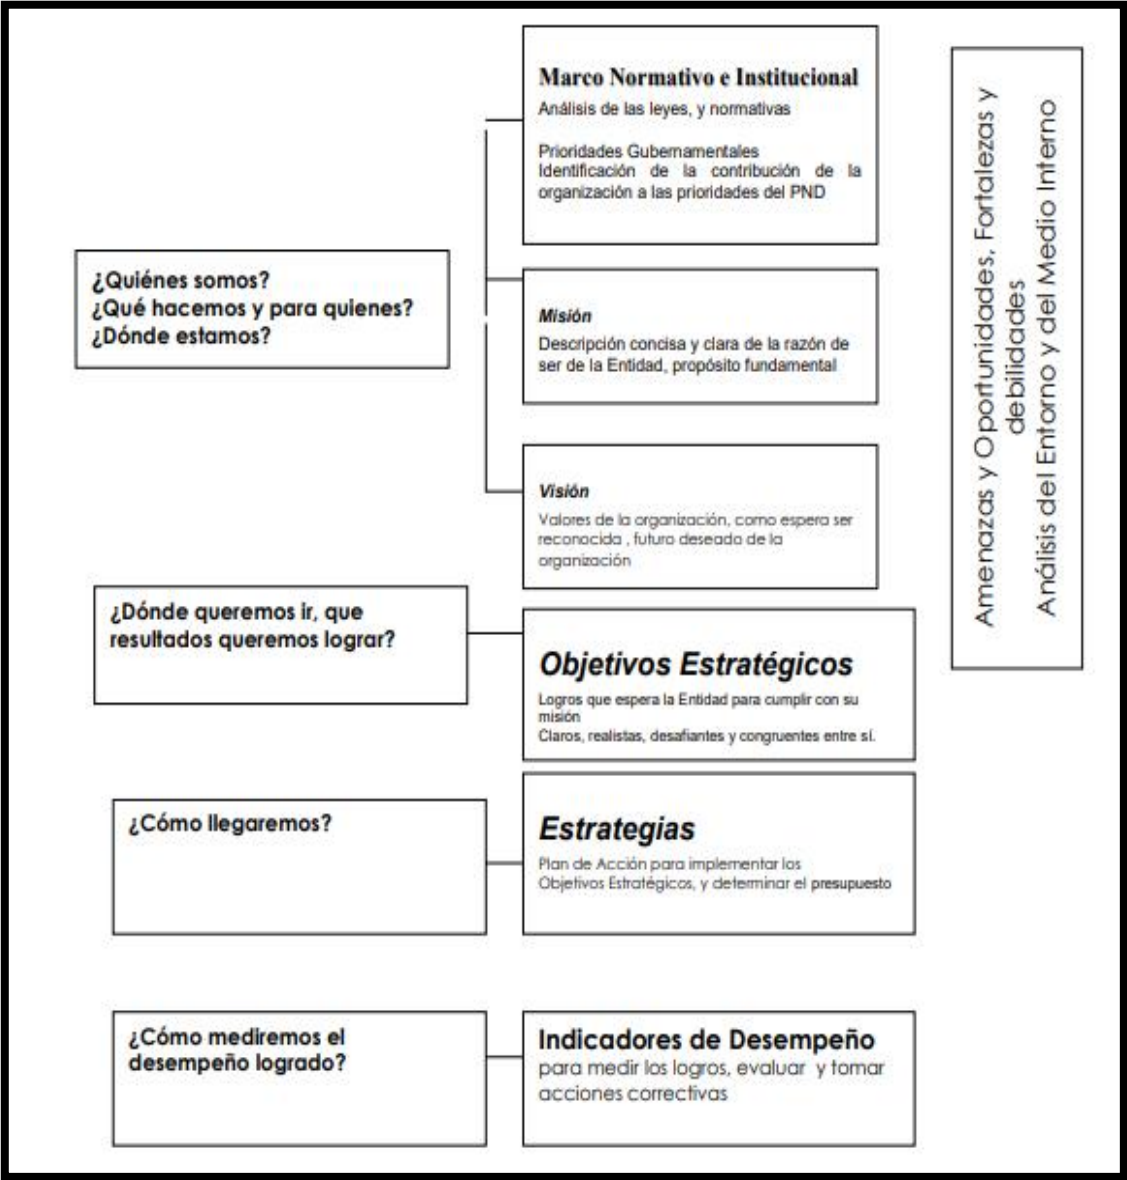 Marco Normativo e Institucional
Análisis de las leyes, y normativas
Prioridades Gubernamentales
Identificación de la contribución de la
organización a las prioridades del PND
¿Quiénes somos?
¿Qué hacemos y para quienes?
¿Dónde estamos?
Misión
Descripción concisa y clara de la razón de
ser de la Entidad, propósito fundamental
Visión
Valores de la organización, como espera ser
reconocida , futuro deseado de la
organización
¿Dónde queremos ir, que
resultados queremos lograr?
Objetivos Estratégicos
Logros que espera la Entidad para cumplir con su
misión
Claros, realistas, desafiantes y congruentes entre sí.
¿Cómo llegaremos?
Estrategias
Plan de Acción para implementar los
Objetivos Estratégicos, y determinar el presupuesto
¿Cómo mediremos el
desempeño logrado?
Indicadores de Desempeño
para medir los logros, evaluar y tomar
acciones correctivas
Amenazas y Oportunidades, Fortalezas y
debilidades
Análisis del Entorno y del Medio Interno